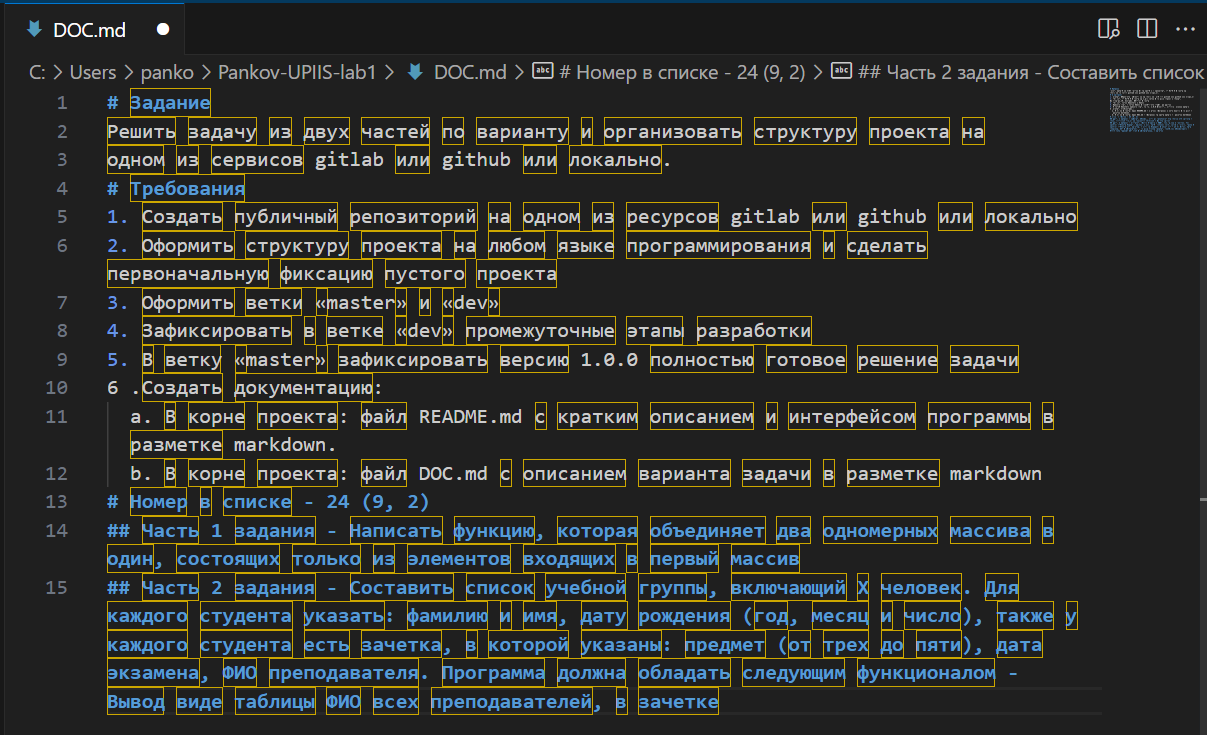 DOC.md
C: > Users > panko > Pankov-UPIIS-lab1 > DOC.md > # Номер в списке - 24 (9, 2) > ## Часть 2 задания - Составить список
1 # Задание
2 Решить задачу из двух частей по варианту и организовать структуру проекта на
3 одном из сервисов gitlab или github или локально.
4 # Требования
5 1. Создать публичный репозиторий на одном из ресурсов gitlab или github или локально
6 2. Оформить структуру проекта на любом языке программирования и сделать
первоначальную фиксацию пустого проекта
7 3. Оформить ветки «master» и «dev»
8 4. Зафиксировать в ветке «dev» промежуточные этапы разработки
9 5. В ветку «master» зафиксировать версию 1.0.0 полностью готовое решение задачи
10 6 .Создать документацию:
11 a. В корне проекта: файл README.md с кратким описанием и интерфейсом программы в
разметке markdown.
12 b. В корне проекта: файл DOC.md с описанием варианта задачи в разметке markdown
13 # Номер в списке - 24 (9, 2)
14 ## Часть 1 задания - Написать функцию, которая объединяет два одномерных массива в
один, состоящих только из элементов входящих в первый массив
15 ## Часть 2 задания - Составить список учебной группы, включающий Х человек. Для
каждого студента указать: фамилию и имя, дату рождения (год, месяц и число), также у
каждого студента есть зачетка, в которой указаны: предмет (от трех до пяти), дата
экзамена, ФИО преподавателя. Программа должна обладать следующим функционалом -
Вывод виде таблицы ФИО всех преподавателей, в зачетке